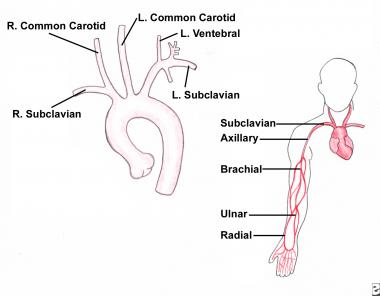 L. Common Carotid
R. Common Carotid
L. Ventebral
L. Subclavian
R. Subclavian
Subclavian
Axillary
Brachial
Ulnar
Radial